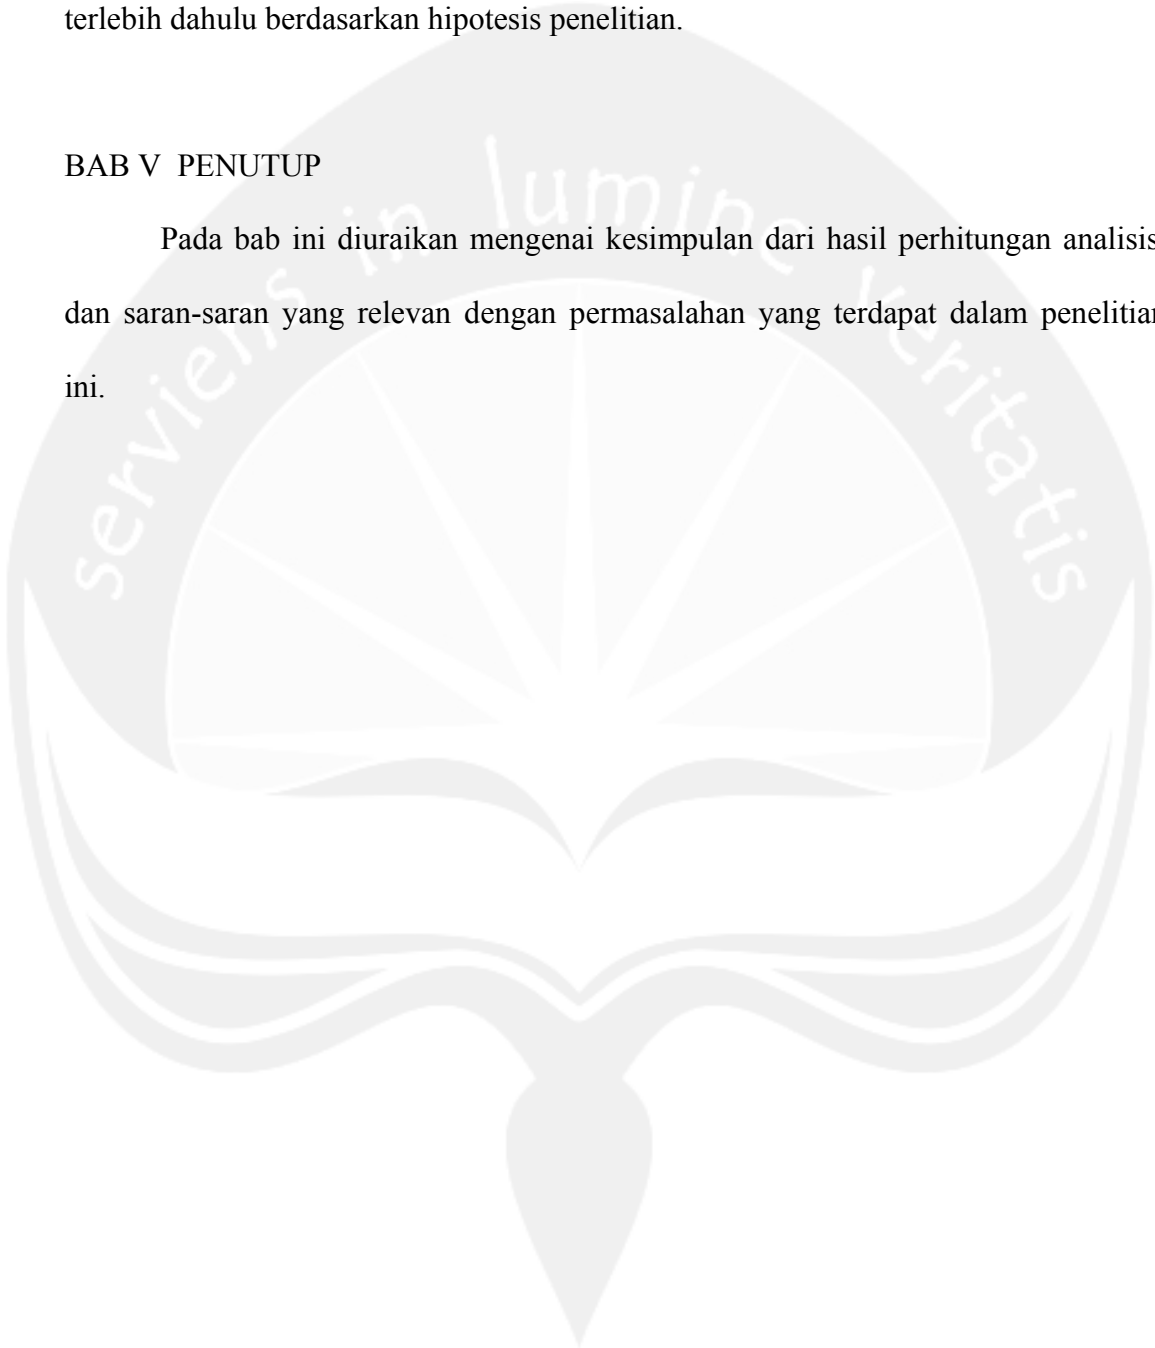 terlebih dahulu berdasarkan hipotesis penelitian.
BAB V PENUTUP
Pada bab ini diuraikan mengenai kesimpulan dari hasil perhitungan analisis
dan saran-saran yang relevan dengan permasalahan yang terdapat dalam penelitian
ini.
serviens in lumine veritatis